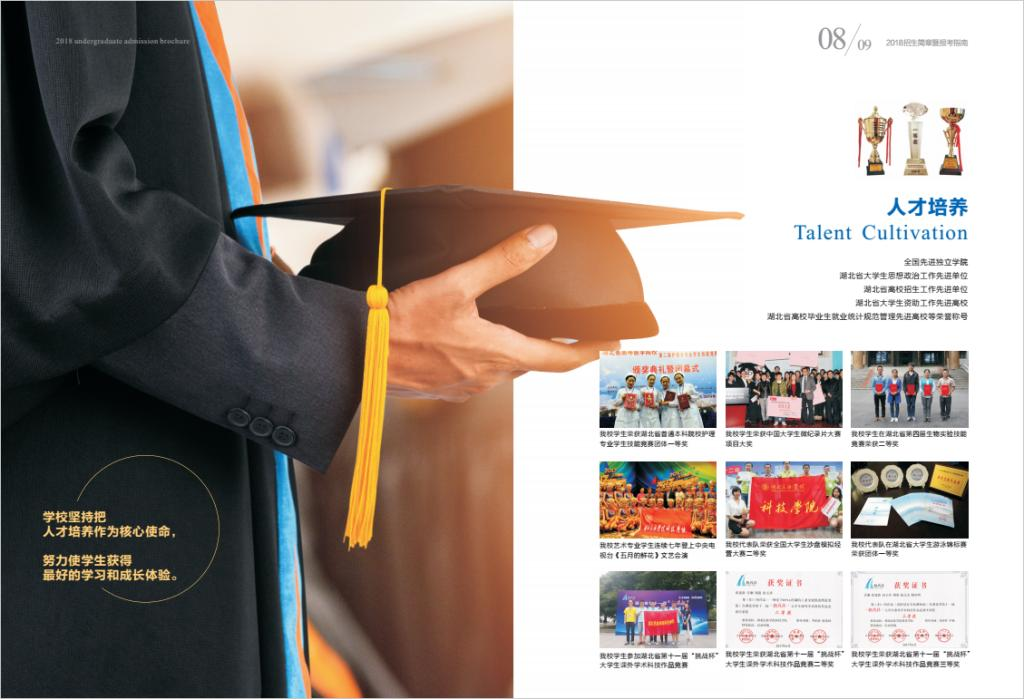 2018 undergraduate admission brochure
学校坚持把
人才培养作为核心使命，
努力使学生获得
最好的学习和成长体验。
08/09 2018招生简章暨报考指南
人才培养
Talent Cultivation
全国先进独立学院
湖北省大学生思想政治工作先进单位
湖北省高校招生工作先进单位
湖北省大学生资助工作先进高校
湖北省高校毕业生就业统计规范管理先进高校等荣誉称号
颁奖典礼暨闭幕式
我校学生荣获湖北省普通本科院校护理
专业学生技能竞赛团体一等奖
我校学生荣获中国大学生微纪录片大赛
项目大奖
我校学生在湖北省第四届生物实验技能
竞赛荣获二等奖
科技學院
我校艺术专业学生连续七年登上中央电
视台《五月的鲜花》文艺会演
我校代表队荣获全国大学生沙盘模拟经
营大赛二等奖
我校代表队在湖北省大学生游泳锦标赛
荣获团体一等奖
获奖证书
获奖证书
我校学生参加湖北省第十一届“挑战杯”
大学生课外学术科技作品竞赛
我校学生荣获湖北省第十一届“挑战杯”
大学生课外学术科技作品竞赛二等奖
我校学生荣获湖北省第十一届“挑战杯”
大学生课外学术科技作品竞赛三等奖